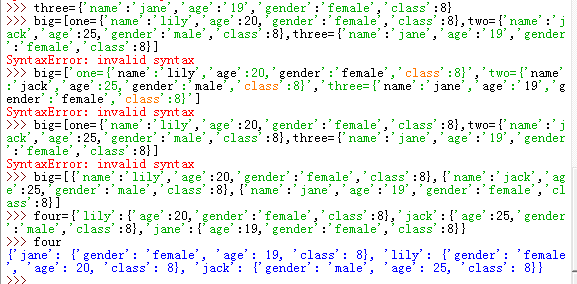 >>> three={'name':'jane','age':'19','gender':'female','class':8}
>>> big=[one={'name':'lily','age':20,'gender':'female','class':8},two={'name':'j
ack','age':25,'gender':'male','class':8},three={'name':'jane','age':'19','gender
':'female','class':8}]
SyntaxError: invalid syntax
>>> big=['one={'name':'lily','age':20,'gender':'female','class':8}','two={'name'
:'jack','age':25,'gender':'male','class':8}','three={'name':'jane','age':'19','g
ender':'female','class':8}']
SyntaxError: invalid syntax
>>> big=[one={'name':'lily','age':20,'gender':'female','class':8},two={'name':'j
ack','age':25,'gender':'male','class':8},three={'name':'jane','age':'19','gender
':'female','class':8}]
SyntaxError: invalid syntax
>>> big=[{'name':'lily','age':20,'gender':'female','class':8},{'name':'jack','ag
e':25,'gender':'male','class':8},{'name':'jane','age':'19','gender':'female','cl
ass':8}]
>>> four={'lily':{'age':20,'gender':'female','class':8},'jack':{'age':25,'gender
':'male','class':8},'jane':{'age':19,'gender':'female','class':8}}
>>> four
{'jane': {'gender': 'female', 'age': 19, 'class': 8}, 'lily': {'gender': 'female
', 'age': 20, 'class': 8}, 'jack': {'gender': 'male', 'age': 25, 'class': 8}}
>>>